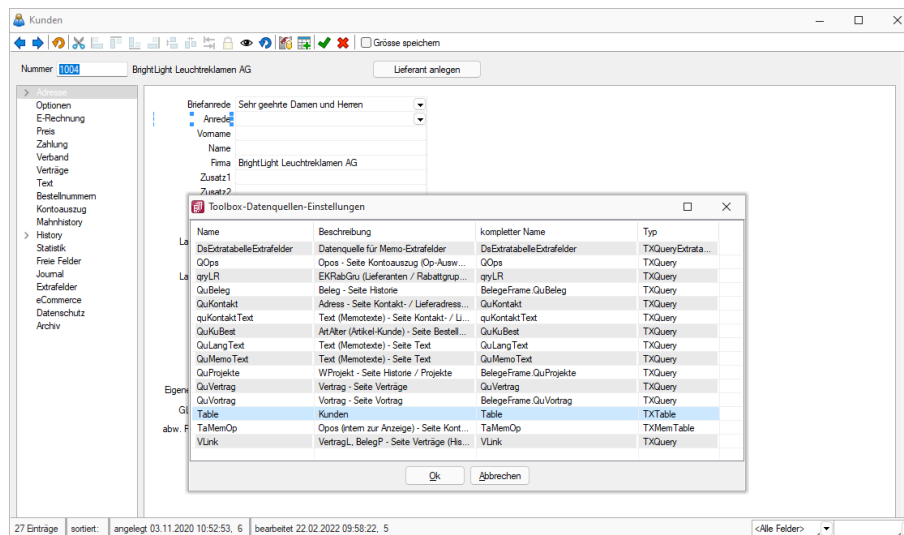 Kunden
Grösse speichern
Nummer 1004 BrightLight Leuchtreklamen AG Lieferant anlegen
Adresse
Optionen
E-Rechnung
Preis
Zahlung
Verband
Verträge
Text
Bestellnummern
Kontoauszug
Mahnhistory
History
Statistik
Freie Felder
Journal
Extrafelder
eCommerce
Datenschutz
Archiv
Briefanrede Sehr geehrte Damen und Herren
Anrede
Vorname
Name
Firma BrightLight Leuchtreklamen AG
Zusatz1
Zusatz2
La
La
Eigene
abw. F
Toolbox-Datenquellen-Einstellungen
Name Beschreibung kompletter Name Typ
DsExtratabelleExtrafelder Datenquelle für Memo-Extrafelder DsExtratabelleExtrafelder TXQueryExtrata...
QOps Opos - Seite Kontoauszug (Op-Ausw... QOps TXQuery
qryLR EKRabGru (Lieferanten / Rabattgrup... qryLR TXQuery
QuBeleg Beleg - Seite Historie BelegeFrame.QuBeleg TXQuery
QuKontakt Adress - Seite Kontakt- / Lieferadress... QuKontakt TXQuery
quKontaktText Text (Memotexte) - Seite Kontakt- / Li... quKontaktText TXQuery
QuKuBest ArtAlter (Artikel-Kunde) - Seite Bestell... QuKuBest TXQuery
QuLangText Text (Memotexte) - Seite Text QuLangText TXQuery
QuMemoText Text (Memotexte) - Seite Text QuMemoText TXQuery
QuProjekte WProjekt - Seite Historie / Projekte BelegeFrame.QuProjekte TXQuery
QuVertrag Vertrag - Seite Verträge QuVertrag TXQuery
QuVortrag Vortrag - Seite Vortrag BelegeFrame.QuVortrag TXQuery
Table Kunden Table TXTable
TaMemOp Opos (intern zur Anzeige) - Seite Kont... TaMemOp TXMemTable
VLink VertragL, BelegP - Seite Verträge (His... VLink TXQuery
Ok Abbrechen
27 Einträge sortiert: angelegt 03.11.2020 10:52:53, 6 bearbeitet 22.02.2022 09:58:22, 5 <Alle Felder>